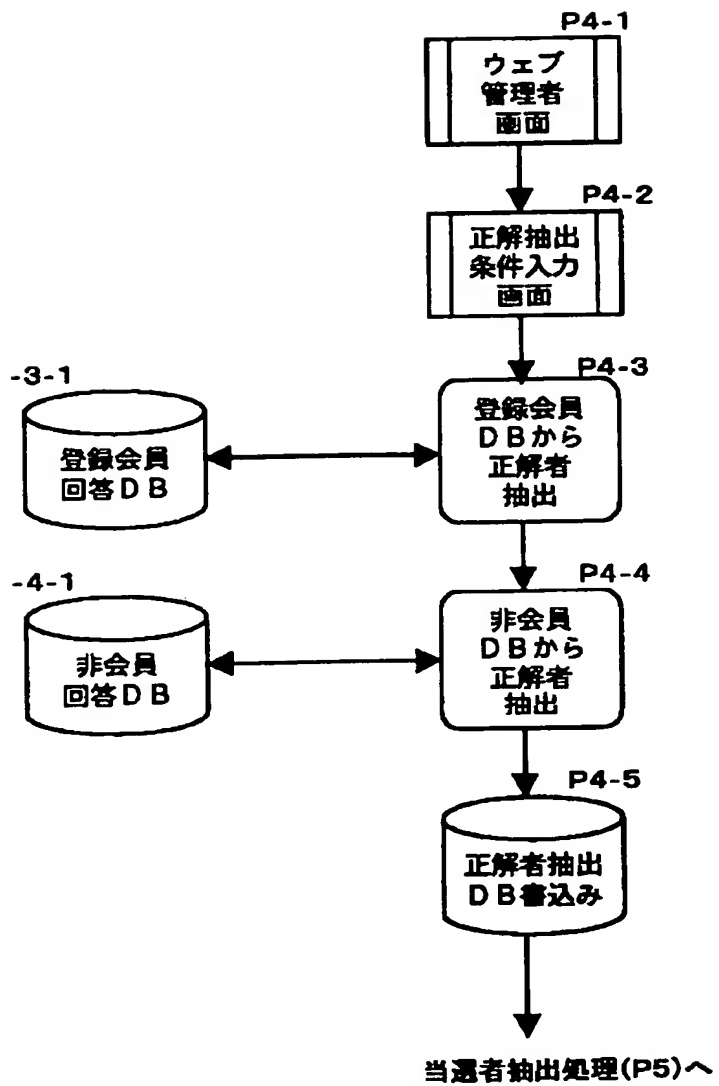 P4-1
ウェブ
管理者
画面
P4-2
正解抽出
条件入力
画面
P4-3
登録会員
DBから
正解者
抽出
-3-1
登録会員
回答DB
P4-4
非会員
DBから
正解者
抽出
-4-1
非会員
回答DB
P4-5
正解者抽出
DB書込み
当選者抽出処理(P5)へ